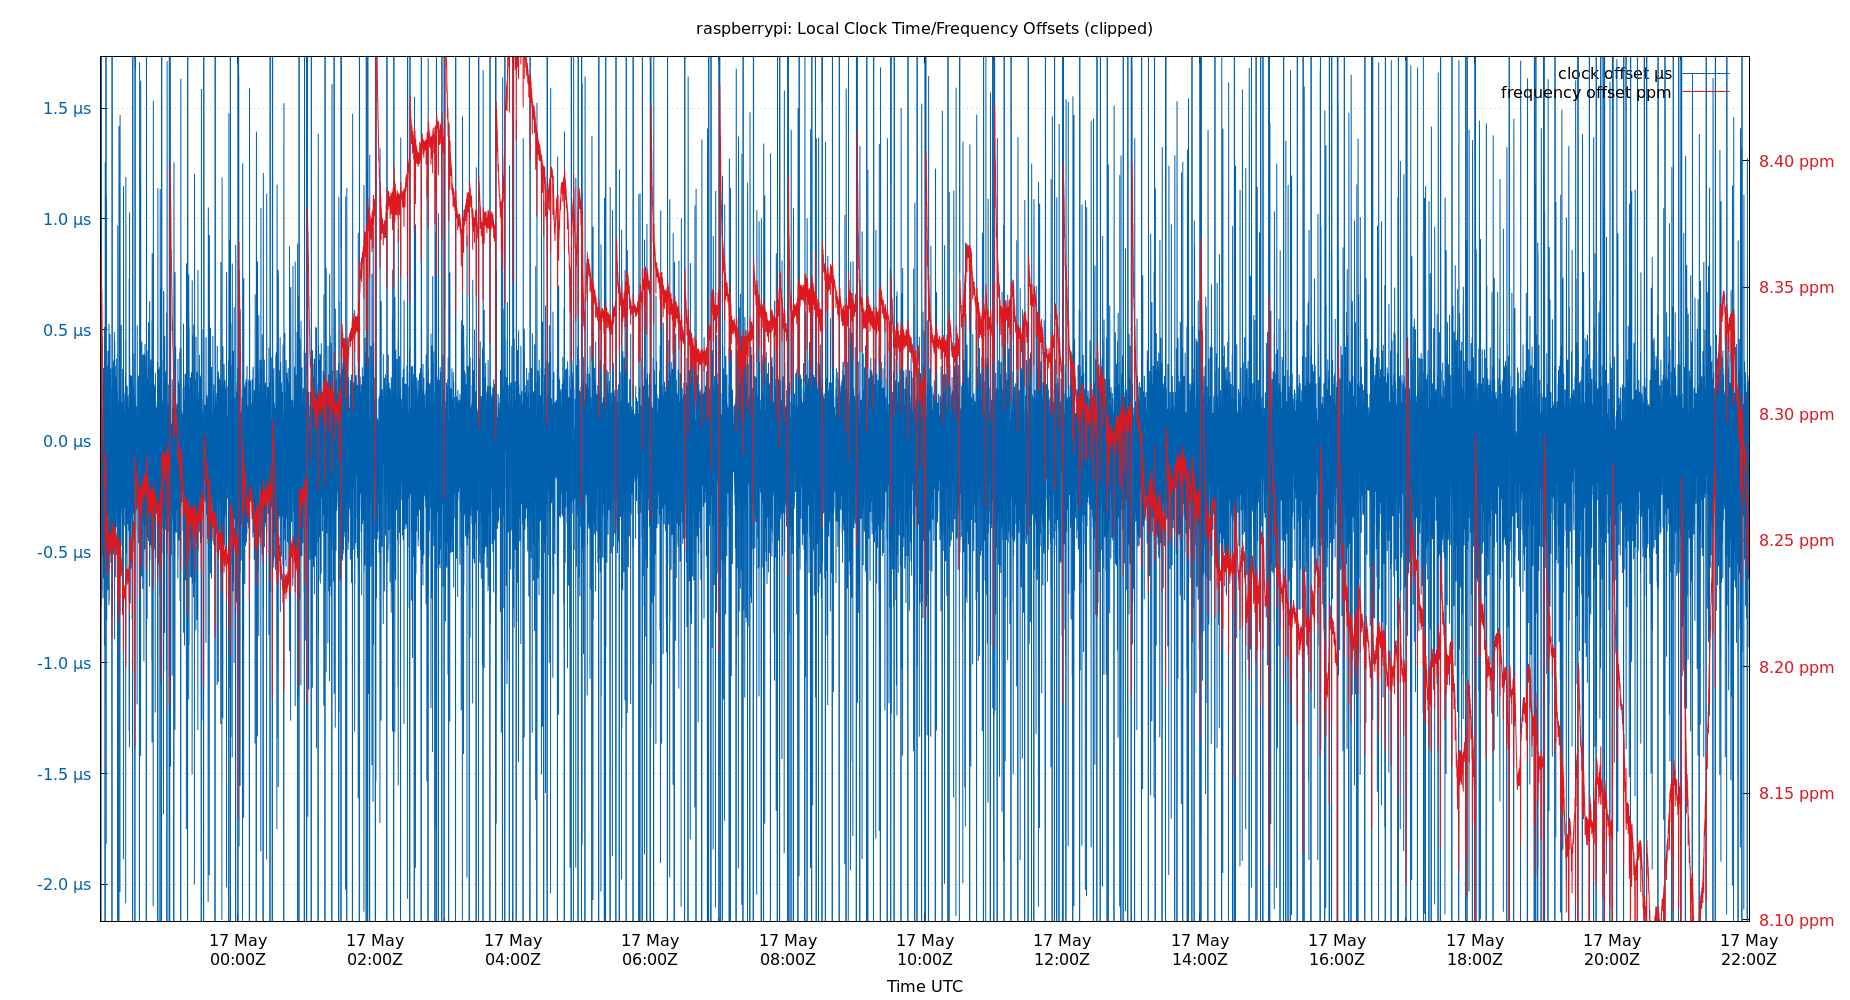 raspberrypi: Local Clock Time/Frequency Offsets (clipped)
clock offset µs
frequency offset ppm
1.5 µs
1.0 µs
0.5 µs
0.0 µs
-0.5 µs
-1.0 µs
-1.5 µs
-2.0 µs
8.40 ppm
8.35 ppm
8.30 ppm
8.25 ppm
8.20 ppm
8.15 ppm
8.10 ppm
17 May 17 May 17 May 17 May 17 May 17 May 17 May 17 May 17 May 17 May 17 May 17 May
00:00Z 02:00Z 04:00Z 06:00Z 08:00Z 10:00Z 12:00Z 14:00Z 16:00Z 18:00Z 20:00Z 22:00Z
Time UTC